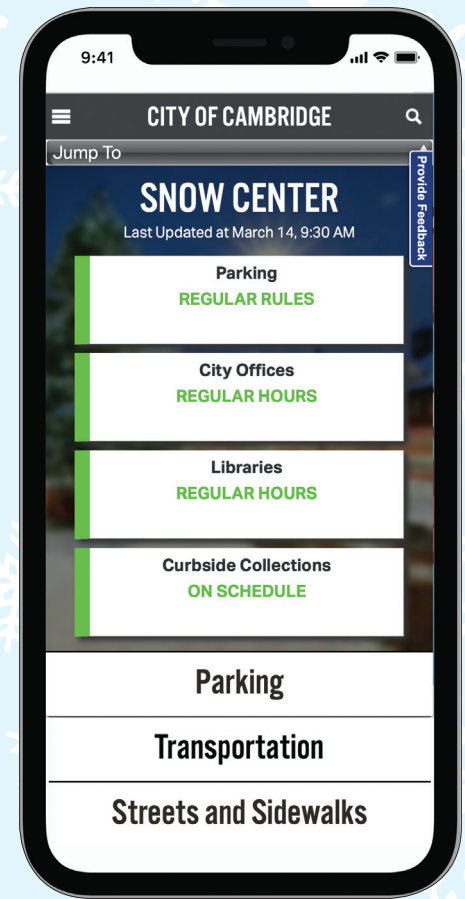 9:41
CITY OF CAMBRIDGE
Jump To
Provide Feedback
SNOW CENTER
Last Updated at March 14, 9:30 AM
Parking
REGULAR RULES
City Offices
REGULAR HOURS
Libraries
REGULAR HOURS
Curbside Collections
ON SCHEDULE
Parking
Transportation
Streets and Sidewalks